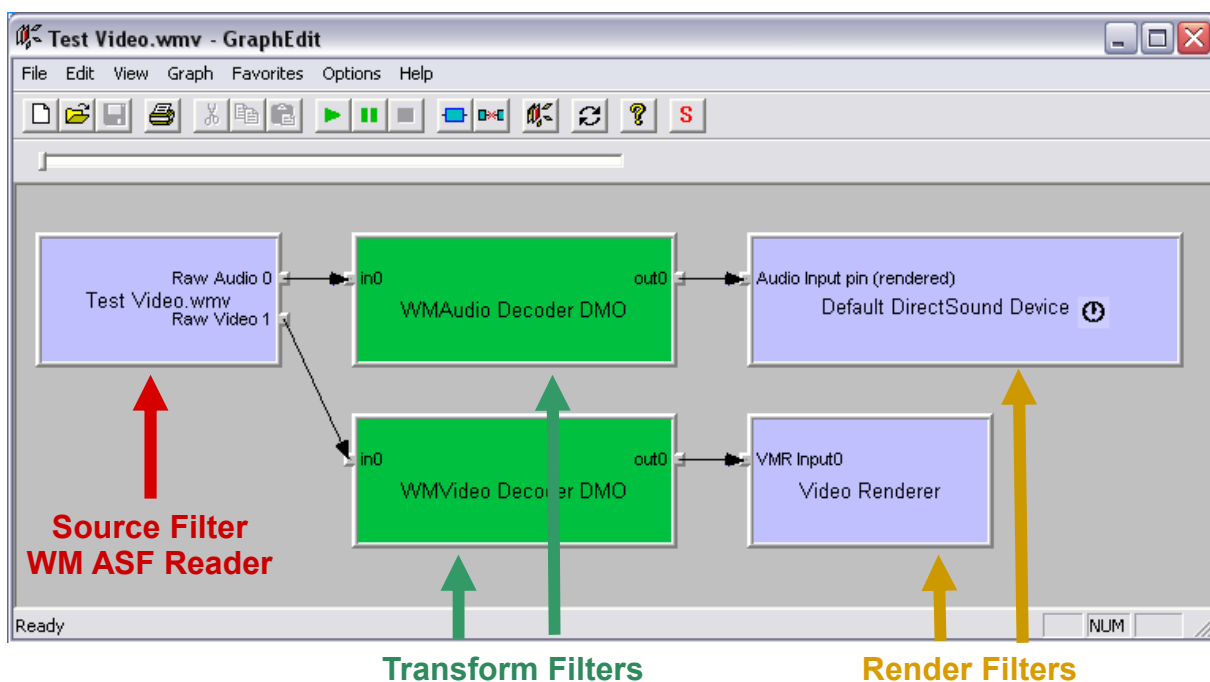 Test Video.wmv - GraphEdit
File Edit View Graph Favorites Options Help
S
Raw Audio 0
Test Video.wmv
Raw Video 1
in0
out0
WMAudio Decoder DMO
Audio Input pin (rendered)
Default DirectSound Device
in0
out0
WMVideo Decoder DMO
VMR Input0
Video Renderer
Source Filter
WM ASF Reader
Ready
NUM
Transform Filters
Render Filters